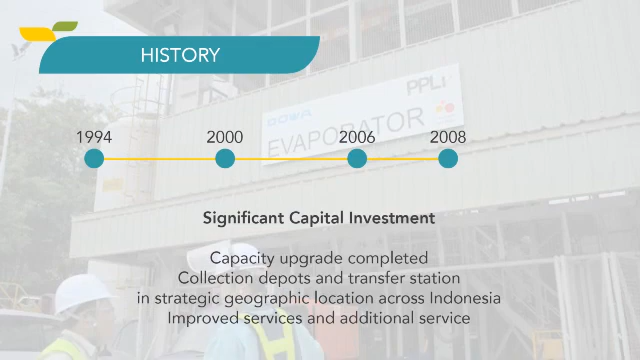 HISTORY
PPLi
DOWA
EVAPORATOR
1994 2000 2006 2008
Significant Capital Investment
Capacity upgrade completed
Collection depots and transfer station
in strategic geographic location across Indonesia
Improved services and additional service